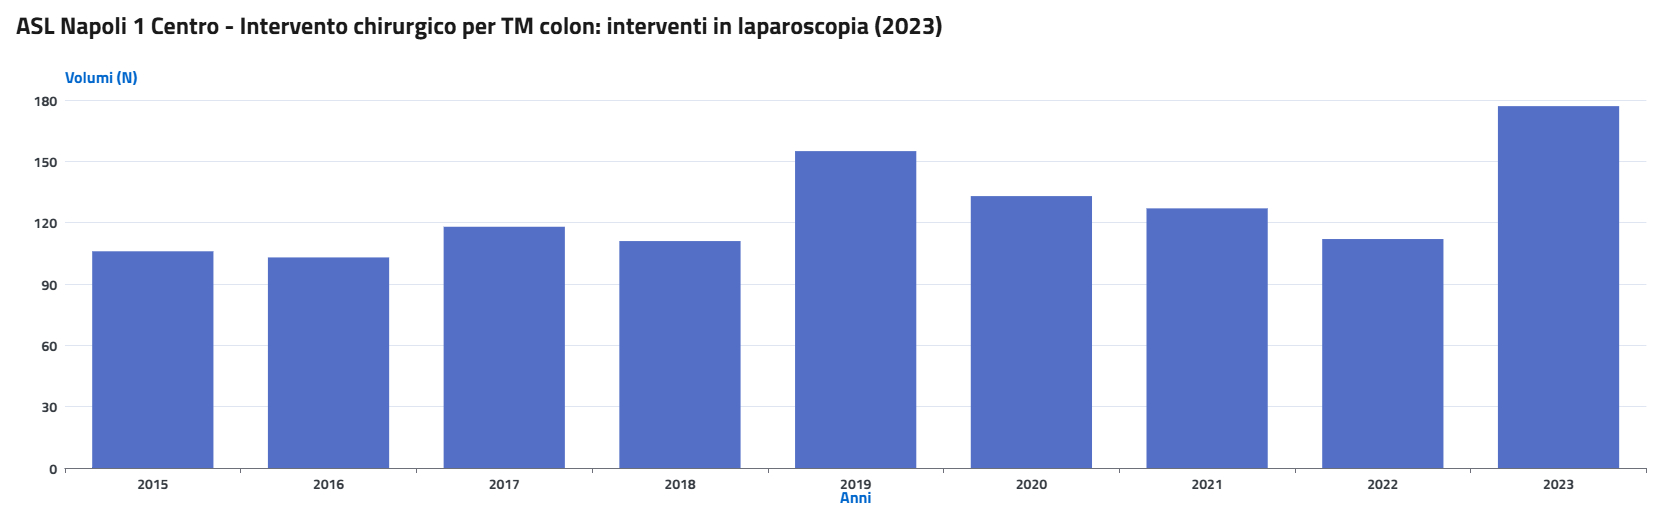 ASL Napoli 1 Centro - Intervento chirurgico per TM colon: interventi in laparoscopia (2023)
Volumi (N)
180
150
120
90
60
30
0
2015 2016 2017 2018 2019 2020 2021 2022 2023
Anni